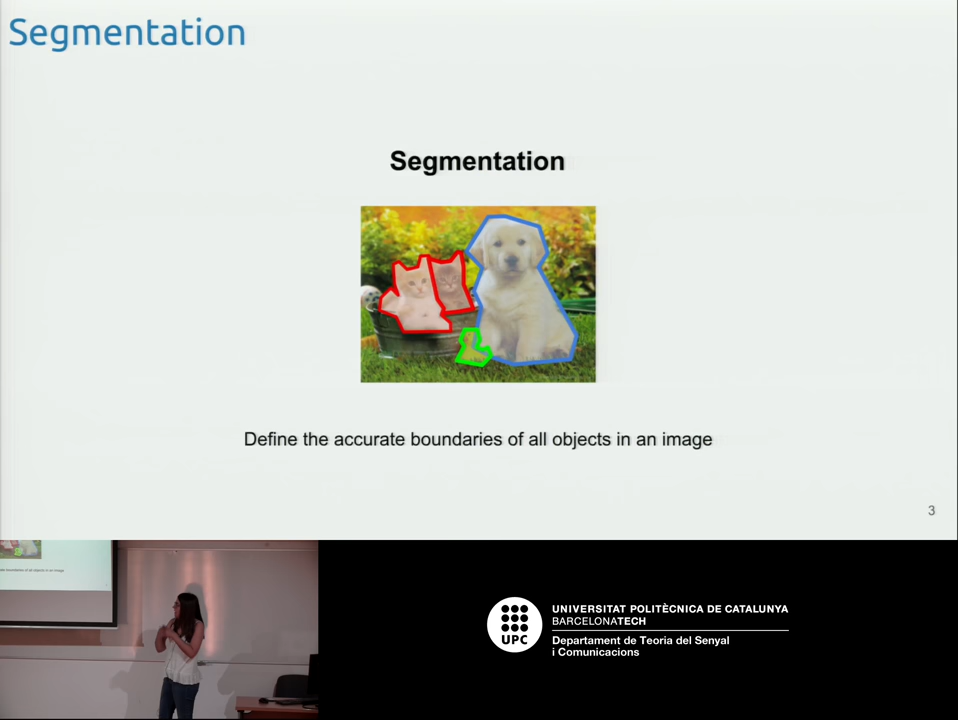 Segmentation
Segmentation
Define the accurate boundaries of all objects in an image
3
UPC
UNIVERSITAT POLITÈCNICA DE CATALUNYA
BARCELONATECH
Departament de Teoria del Senyal
i Comunicacions